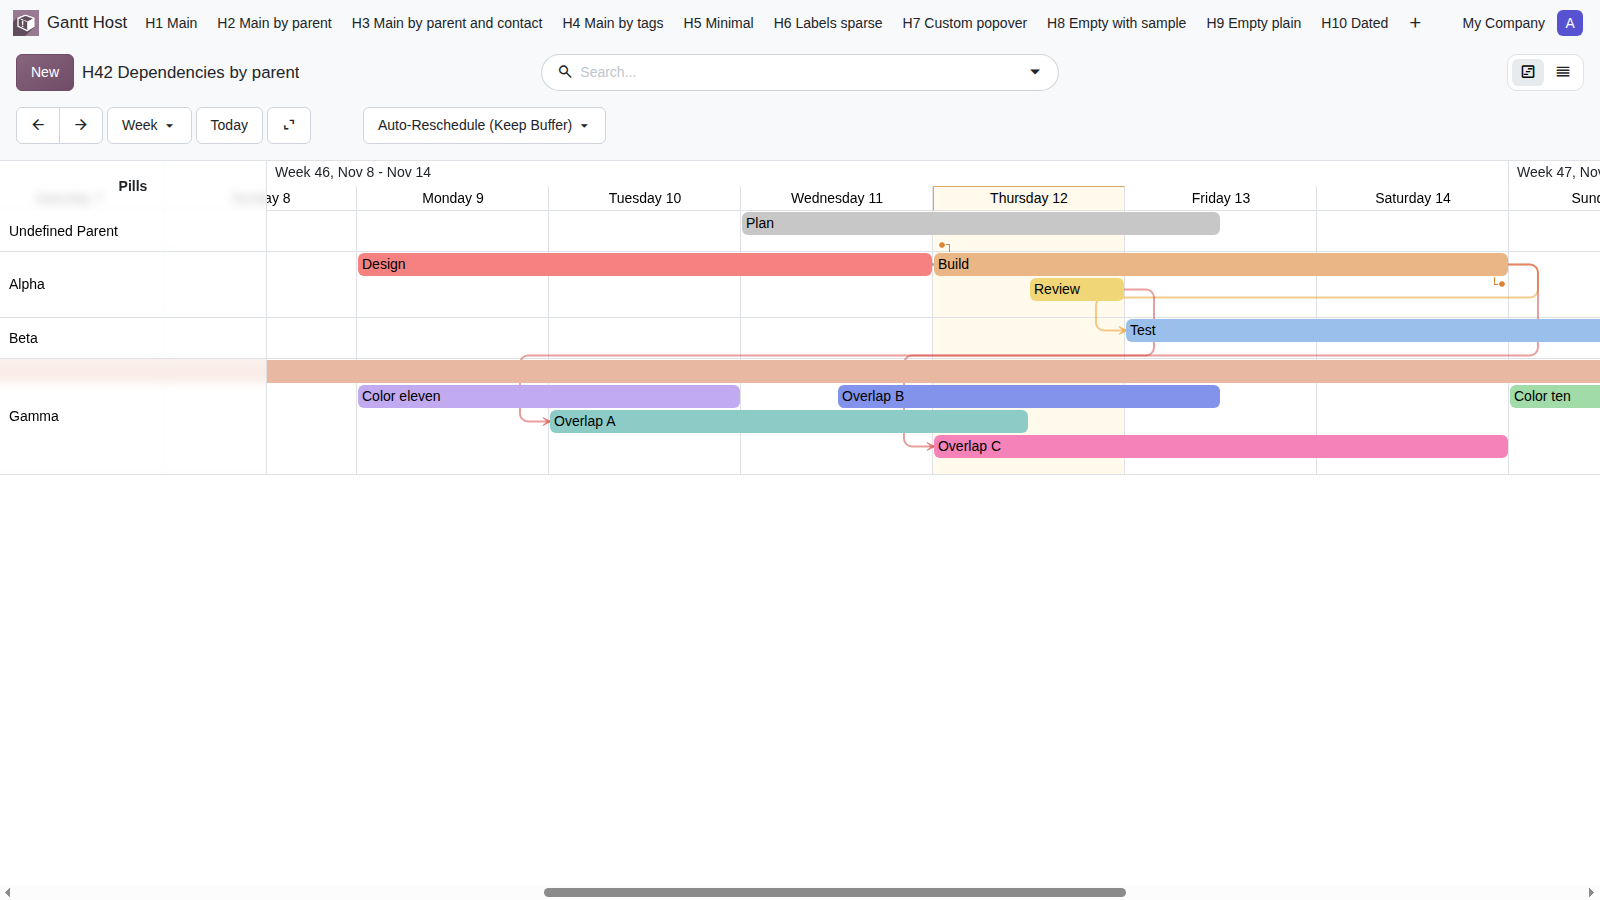 Gantt Host H1 Main H2 Main by parent H3 Main by parent and contact H4 Main by tags H5 Minimal H6 Labels sparse H7 Custom popover H8 Empty with sample H9 Empty plain H10 Dated + My Company A
New H42 Dependencies by parent Search...
Week Today Auto-Reschedule (Keep Buffer)
Week 46, Nov 8 - Nov 14 Week 47, Nov
Pills
ay 8 Monday 9 Tuesday 10 Wednesday 11 Thursday 12 Friday 13 Saturday 14 Sund
Undefined Parent Plan
Alpha Design Build
Review
Beta Test
Gamma Color eleven Overlap B Color ten
Overlap A
Overlap C